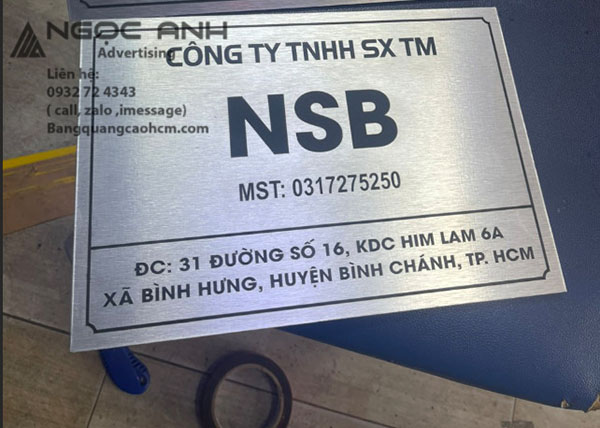 NGỌC ANH
Advertising
Liên hệ:
0932 72 4343
( call, zalo ,imessage)
Bangquangcaohcm.com
CÔNG TY TNHH SX TM
NSB
MST: 0317275250
ĐC: 31 ĐƯỜNG SỐ 16, KDC HIM LAM 6A
XÃ BÌNH HƯNG, HUYỆN BÌNH CHÁNH, TP. HCM